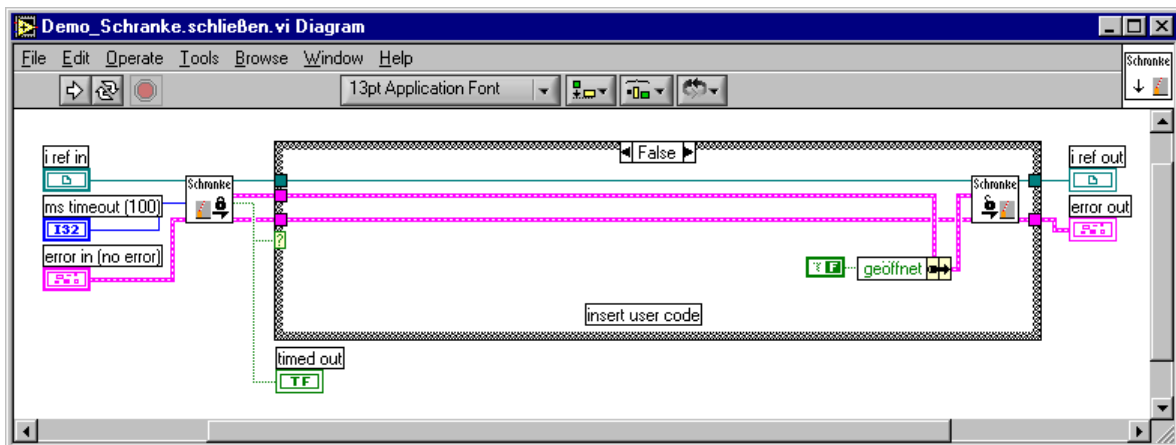 Demo_Schranke.schließen.vi Diagram
File Edit Operate Tools Browse Window Help
Schranke
13pt Application Font
False
i ref in
i ref out
Schranke
Schranke
ms timeout (100)
error out
I32
?
error in (no error)
F
geöffnet
insert user code
timed out
TF